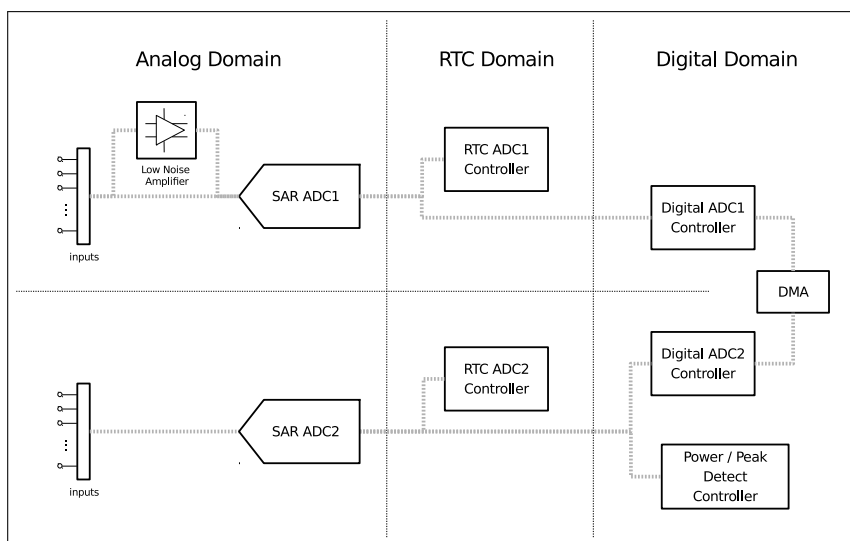 Analog Domain
RTC Domain
Digital Domain
Low Noise
Amplifier
SAR ADC1
inputs
RTC ADC1
Controller
Digital ADC1
Controller
DMA
SAR ADC2
inputs
RTC ADC2
Controller
Digital ADC2
Controller
Power / Peak
Detect
Controller